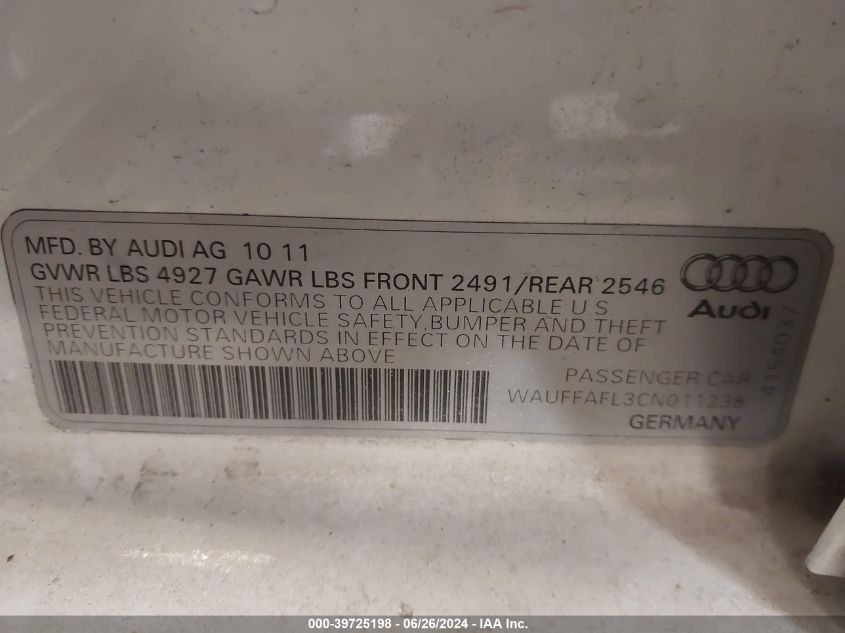 MFD. BY AUDI AG 10 11
GVWR LBS 4927 GAWR LBS FRONT 2491/REAR 2546
THIS VEHICLE CONFORMS TO ALL APPLICABLE U.S
FEDERAL MOTOR VEHICLE SAFETY,BUMPER AND THEFT
PREVENTION STANDARDS IN EFFECT ON THE DATE OF
MANUFACTURE SHOWN ABOVE
Audi
PASSENGER CAR
WAUFFAFL3CN011238
GERMANY
4164037
000-39725198 - 06/26/2024 - IAA Inc.